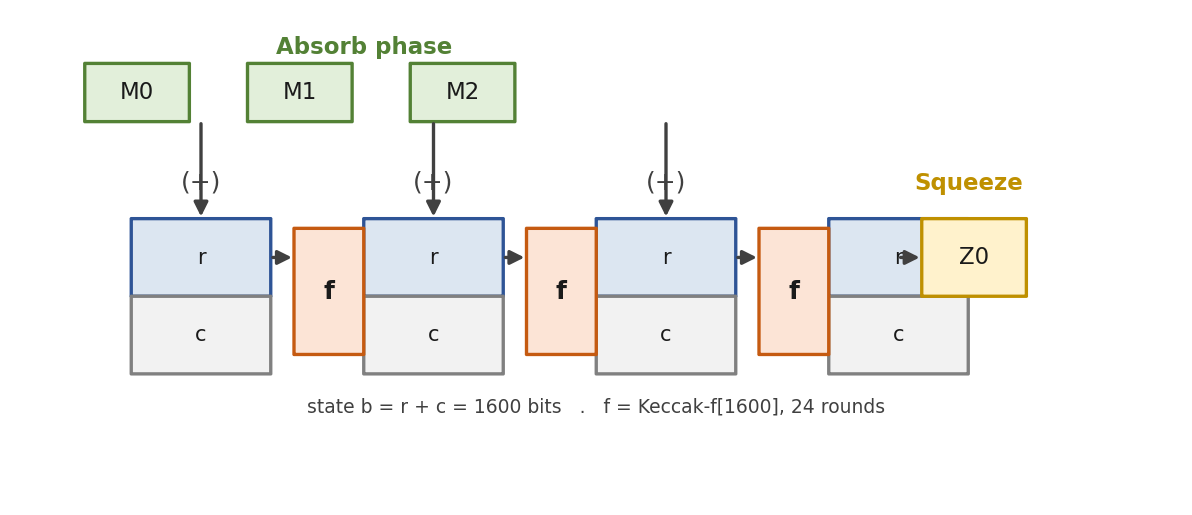 Absorb phase
M0
M1
M2
(+)
(+)
(+)
Squeeze
r
r
r
r
Z0
f
f
f
c
c
c
c
state b = r + c = 1600 bits . f = Keccak-f[1600], 24 rounds